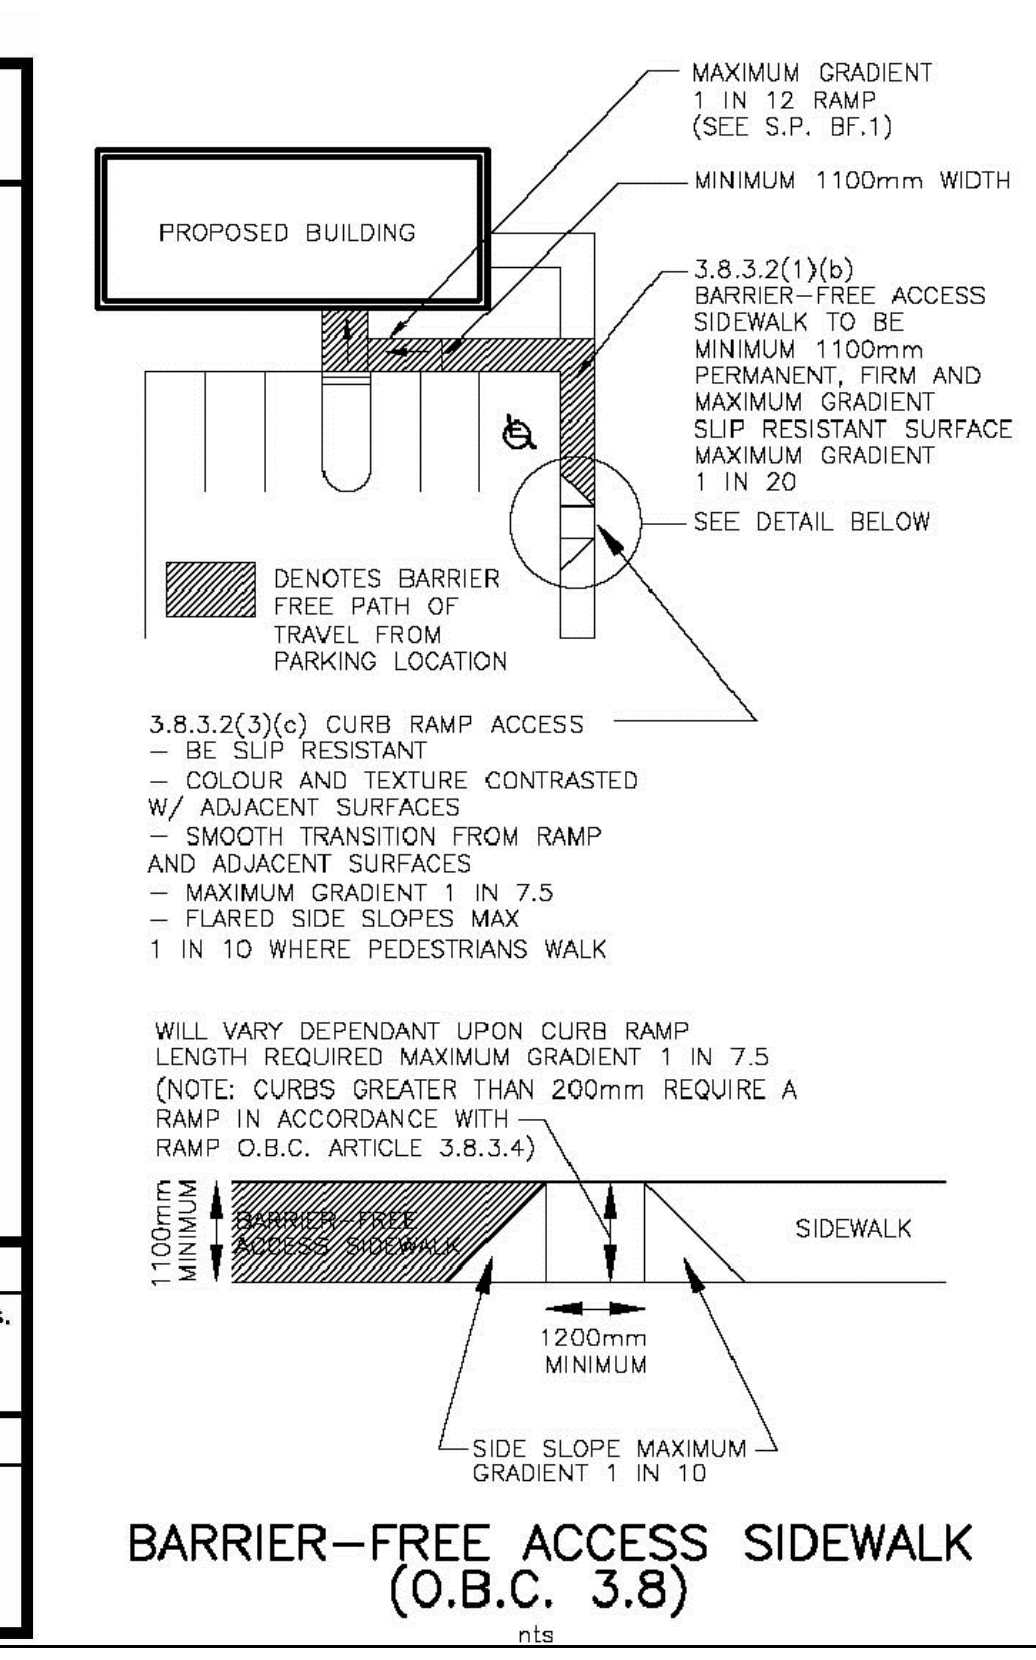 MAXIMUM GRADIENT
1 IN 12 RAMP
(SEE S.P. BF.1)
MINIMUM 1100mm WIDTH
PROPOSED BUILDING
3.8.3.2(1)(b)
BARRIER-FREE ACCESS
SIDEWALK TO BE
MINIMUM 1100mm
PERMANENT, FIRM AND
MAXIMUM GRADIENT
SLIP RESISTANT SURFACE
MAXIMUM GRADIENT
1 IN 20
SEE DETAIL BELOW
DENOTES BARRIER
FREE PATH OF
TRAVEL FROM
PARKING LOCATION
3.8.3.2(3)(c) CURB RAMP ACCESS
- BE SLIP RESISTANT
- COLOUR AND TEXTURE CONTRASTED
W/ ADJACENT SURFACES
- SMOOTH TRANSITION FROM RAMP
AND ADJACENT SURFACES
- MAXIMUM GRADIENT 1 IN 7.5
- FLARED SIDE SLOPES MAX
1 IN 10 WHERE PEDESTRIANS WALK
WILL VARY DEPENDANT UPON CURB RAMP
LENGTH REQUIRED MAXIMUM GRADIENT 1 IN 7.5
(NOTE: CURBS GREATER THAN 200mm REQUIRE A
RAMP IN ACCORDANCE WITH
RAMP O.B.C. ARTICLE 3.8.3.4)
1100mm
MINIMUM
BARRIER-FREE
ACCESS SIDEWALK
SIDEWALK
1200mm
MINIMUM
SIDE SLOPE MAXIMUM
GRADIENT 1 IN 10
BARRIER-FREE ACCESS SIDEWALK
(O.B.C. 3.8)
nts